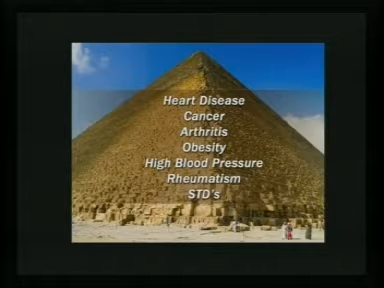 Heart Disease
Cancer
Arthritis
Obesity
High Blood Pressure
Rheumatism
STD's